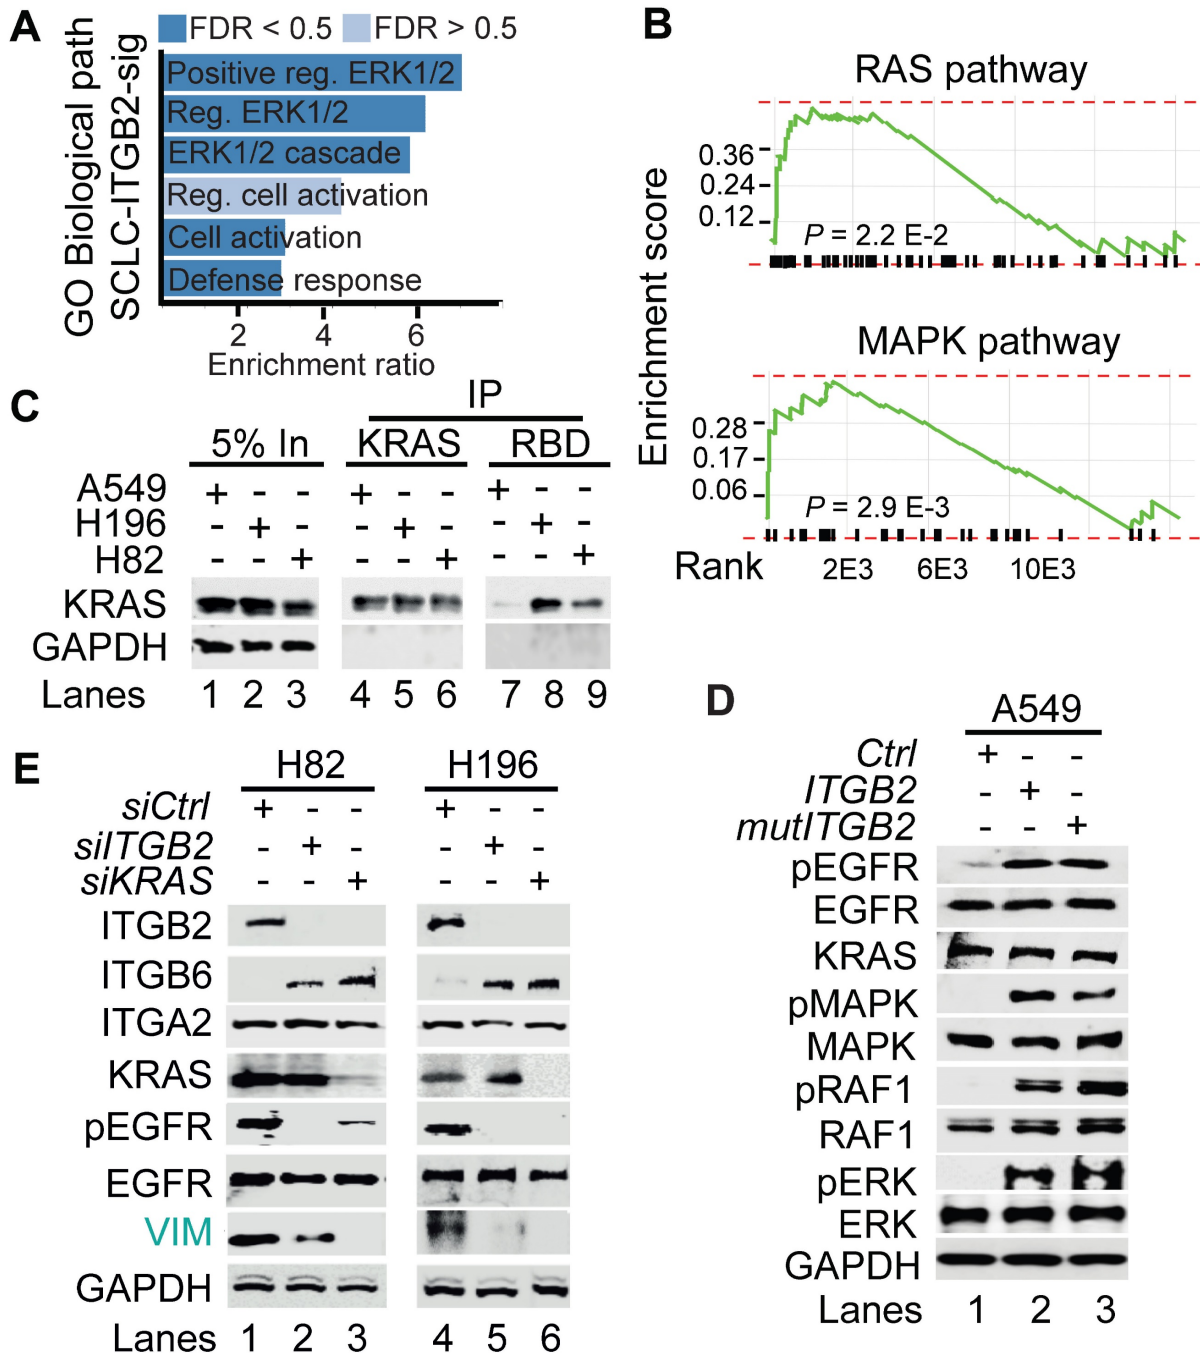 A
FDR < 0.5 FDR > 0.5
GO Biological path
SCLC-ITGB2-sig
Positive reg. ERK1/2
Reg. ERK1/2
ERK1/2 cascade
Reg. cell activation
Cell activation
Defense response
2 4 6
Enrichment ratio
B
RAS pathway
Enrichment score
0.36
0.24
0.12
P = 2.2 E-2
MAPK pathway
0.28
0.17
0.06
P = 2.9 E-3
Rank 2E3 6E3 10E3
C
IP
5% In KRAS RBD
A549 + - - + - - + - -
H196 - + - - + - - + -
H82 - - + - - + - - +
KRAS
GAPDH
Lanes 1 2 3 4 5 6 7 8 9
D
A549
Ctrl + - -
ITGB2 - + -
mutITGB2 - - +
pEGFR
EGFR
KRAS
pMAPK
MAPK
pRAF1
RAF1
pERK
ERK
GAPDH
Lanes 1 2 3
E
H82 H196
siCtrl + - - + - -
siITGB2 - + - - + -
siKRAS - - + - - +
ITGB2
ITGB6
ITGA2
KRAS
pEGFR
EGFR
VIM
GAPDH
Lanes 1 2 3 4 5 6